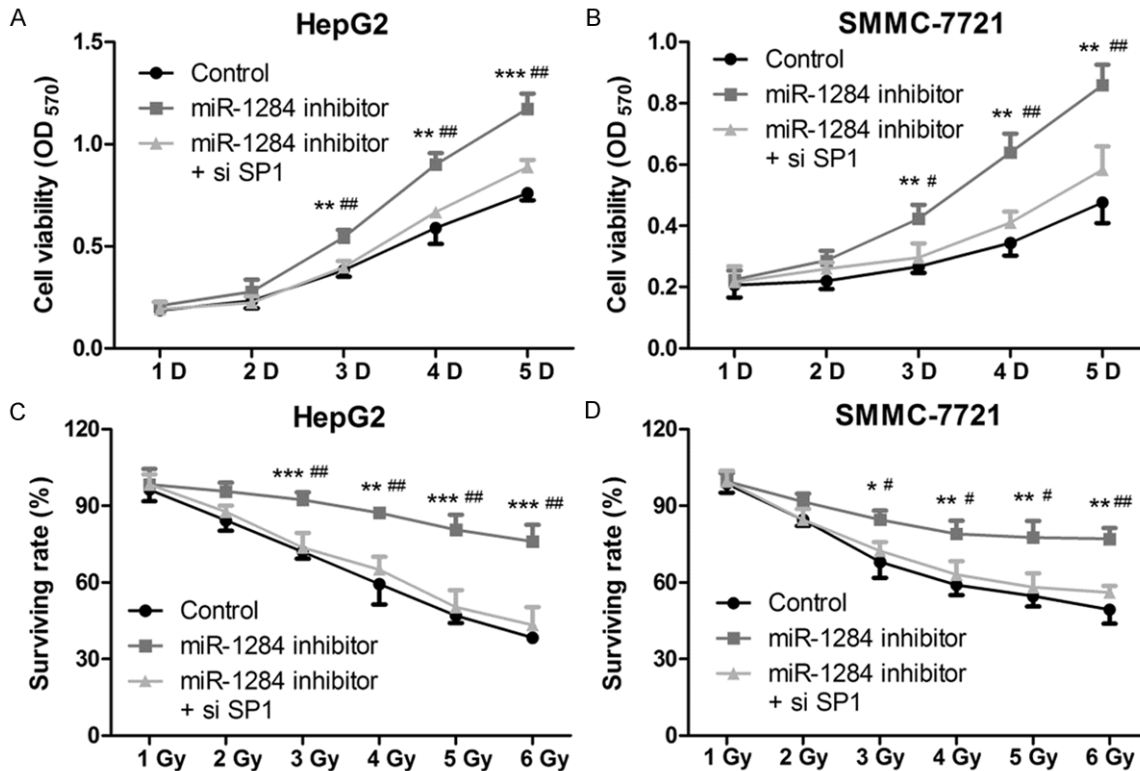 A
HepG2
Cell viability (OD 570)
1.5
1.0
0.5
0.0
Control
miR-1284 inhibitor
miR-1284 inhibitor
+ si SP1
** ##
** ##
*** ##
1 D 2 D 3 D 4 D 5 D
B
SMMC-7721
Cell viability (OD 570)
1.0
0.8
0.6
0.4
0.2
0.0
Control
miR-1284 inhibitor
miR-1284 inhibitor
+ si SP1
** #
** ##
** ##
1 D 2 D 3 D 4 D 5 D
C
HepG2
Surviving rate (%)
120
90
60
30
0
*** ##
** ##
*** ##
*** ##
Control
miR-1284 inhibitor
miR-1284 inhibitor
+ si SP1
1 Gy 2 Gy 3 Gy 4 Gy 5 Gy 6 Gy
D
SMMC-7721
Surviving rate (%)
120
90
60
30
0
* #
** #
** #
** ##
Control
miR-1284 inhibitor
miR-1284 inhibitor
+ si SP1
1 Gy 2 Gy 3 Gy 4 Gy 5 Gy 6 Gy